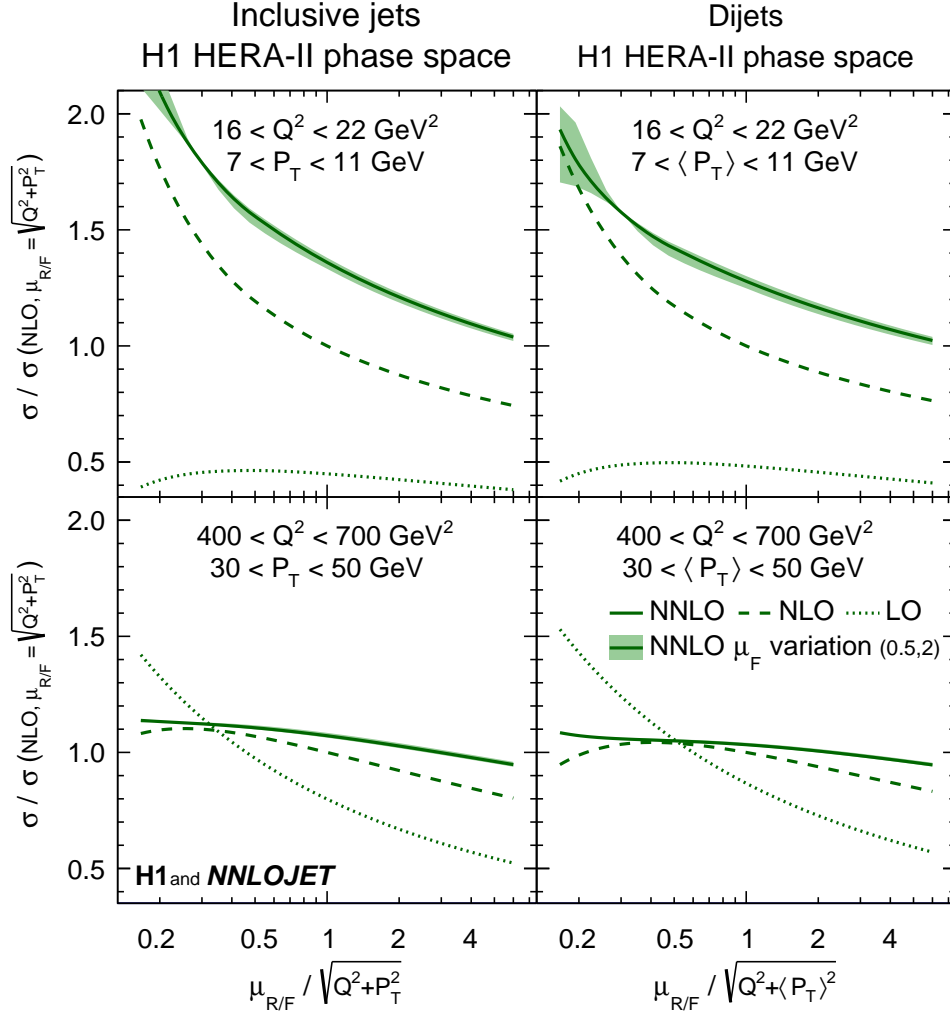 Inclusive jets
H1 HERA-II phase space
Dijets
H1 HERA-II phase space
σ / σ (NLO, μ_{R/F} = √(Q²+P_T²))
2.0
1.5
1.0
0.5
16 < Q² < 22 GeV²
7 < P_T < 11 GeV
16 < Q² < 22 GeV²
7 < ⟨ P_T ⟩ < 11 GeV
σ / σ (NLO, μ_{R/F} = √(Q²+P_T²))
2.0
1.5
1.0
0.5
400 < Q² < 700 GeV²
30 < P_T < 50 GeV
H1 and NNLOJET
400 < Q² < 700 GeV²
30 < ⟨ P_T ⟩ < 50 GeV
NNLO NLO LO
NNLO μ_F variation (0.5,2)
0.2 0.5 1 2 4
0.2 0.5 1 2 4
μ_{R/F} / √(Q²+P_T²)
μ_{R/F} / √(Q²+⟨ P_T ⟩²)